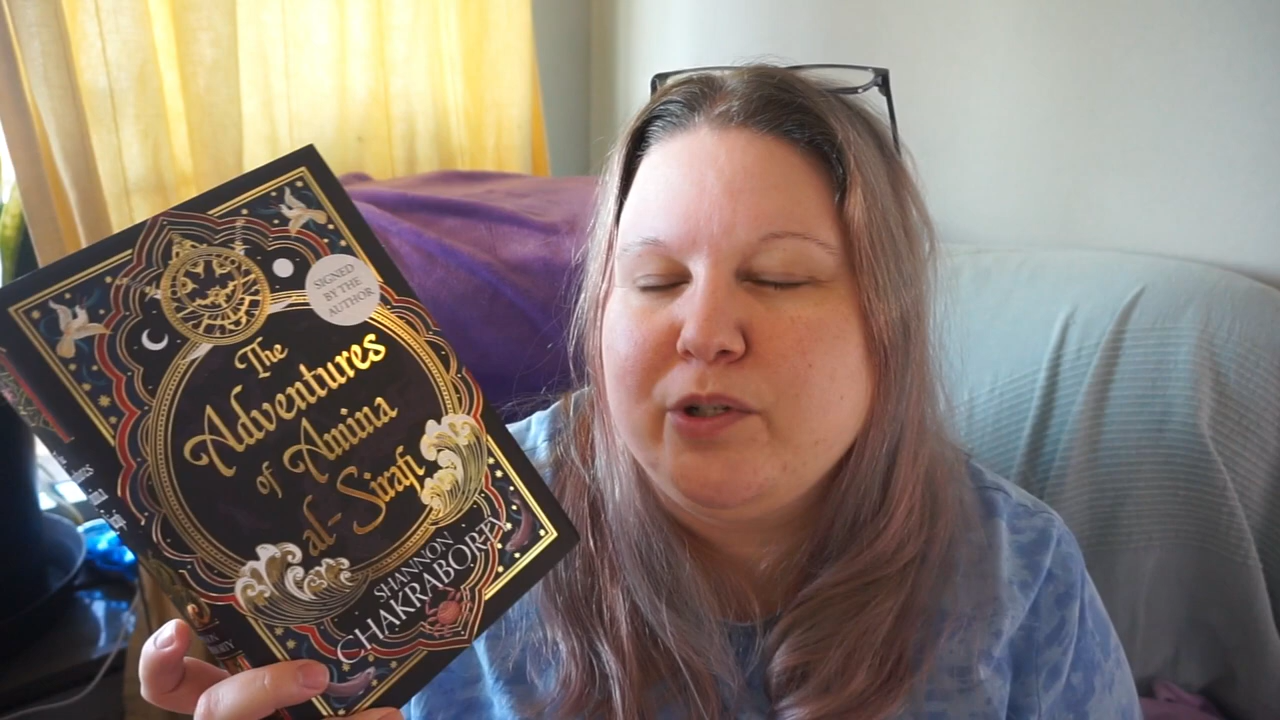 SIGNED
BY THE
AUTHOR
The
Adventures
of Amina
al-Sirafi
SHANNON
CHAKRABORTY